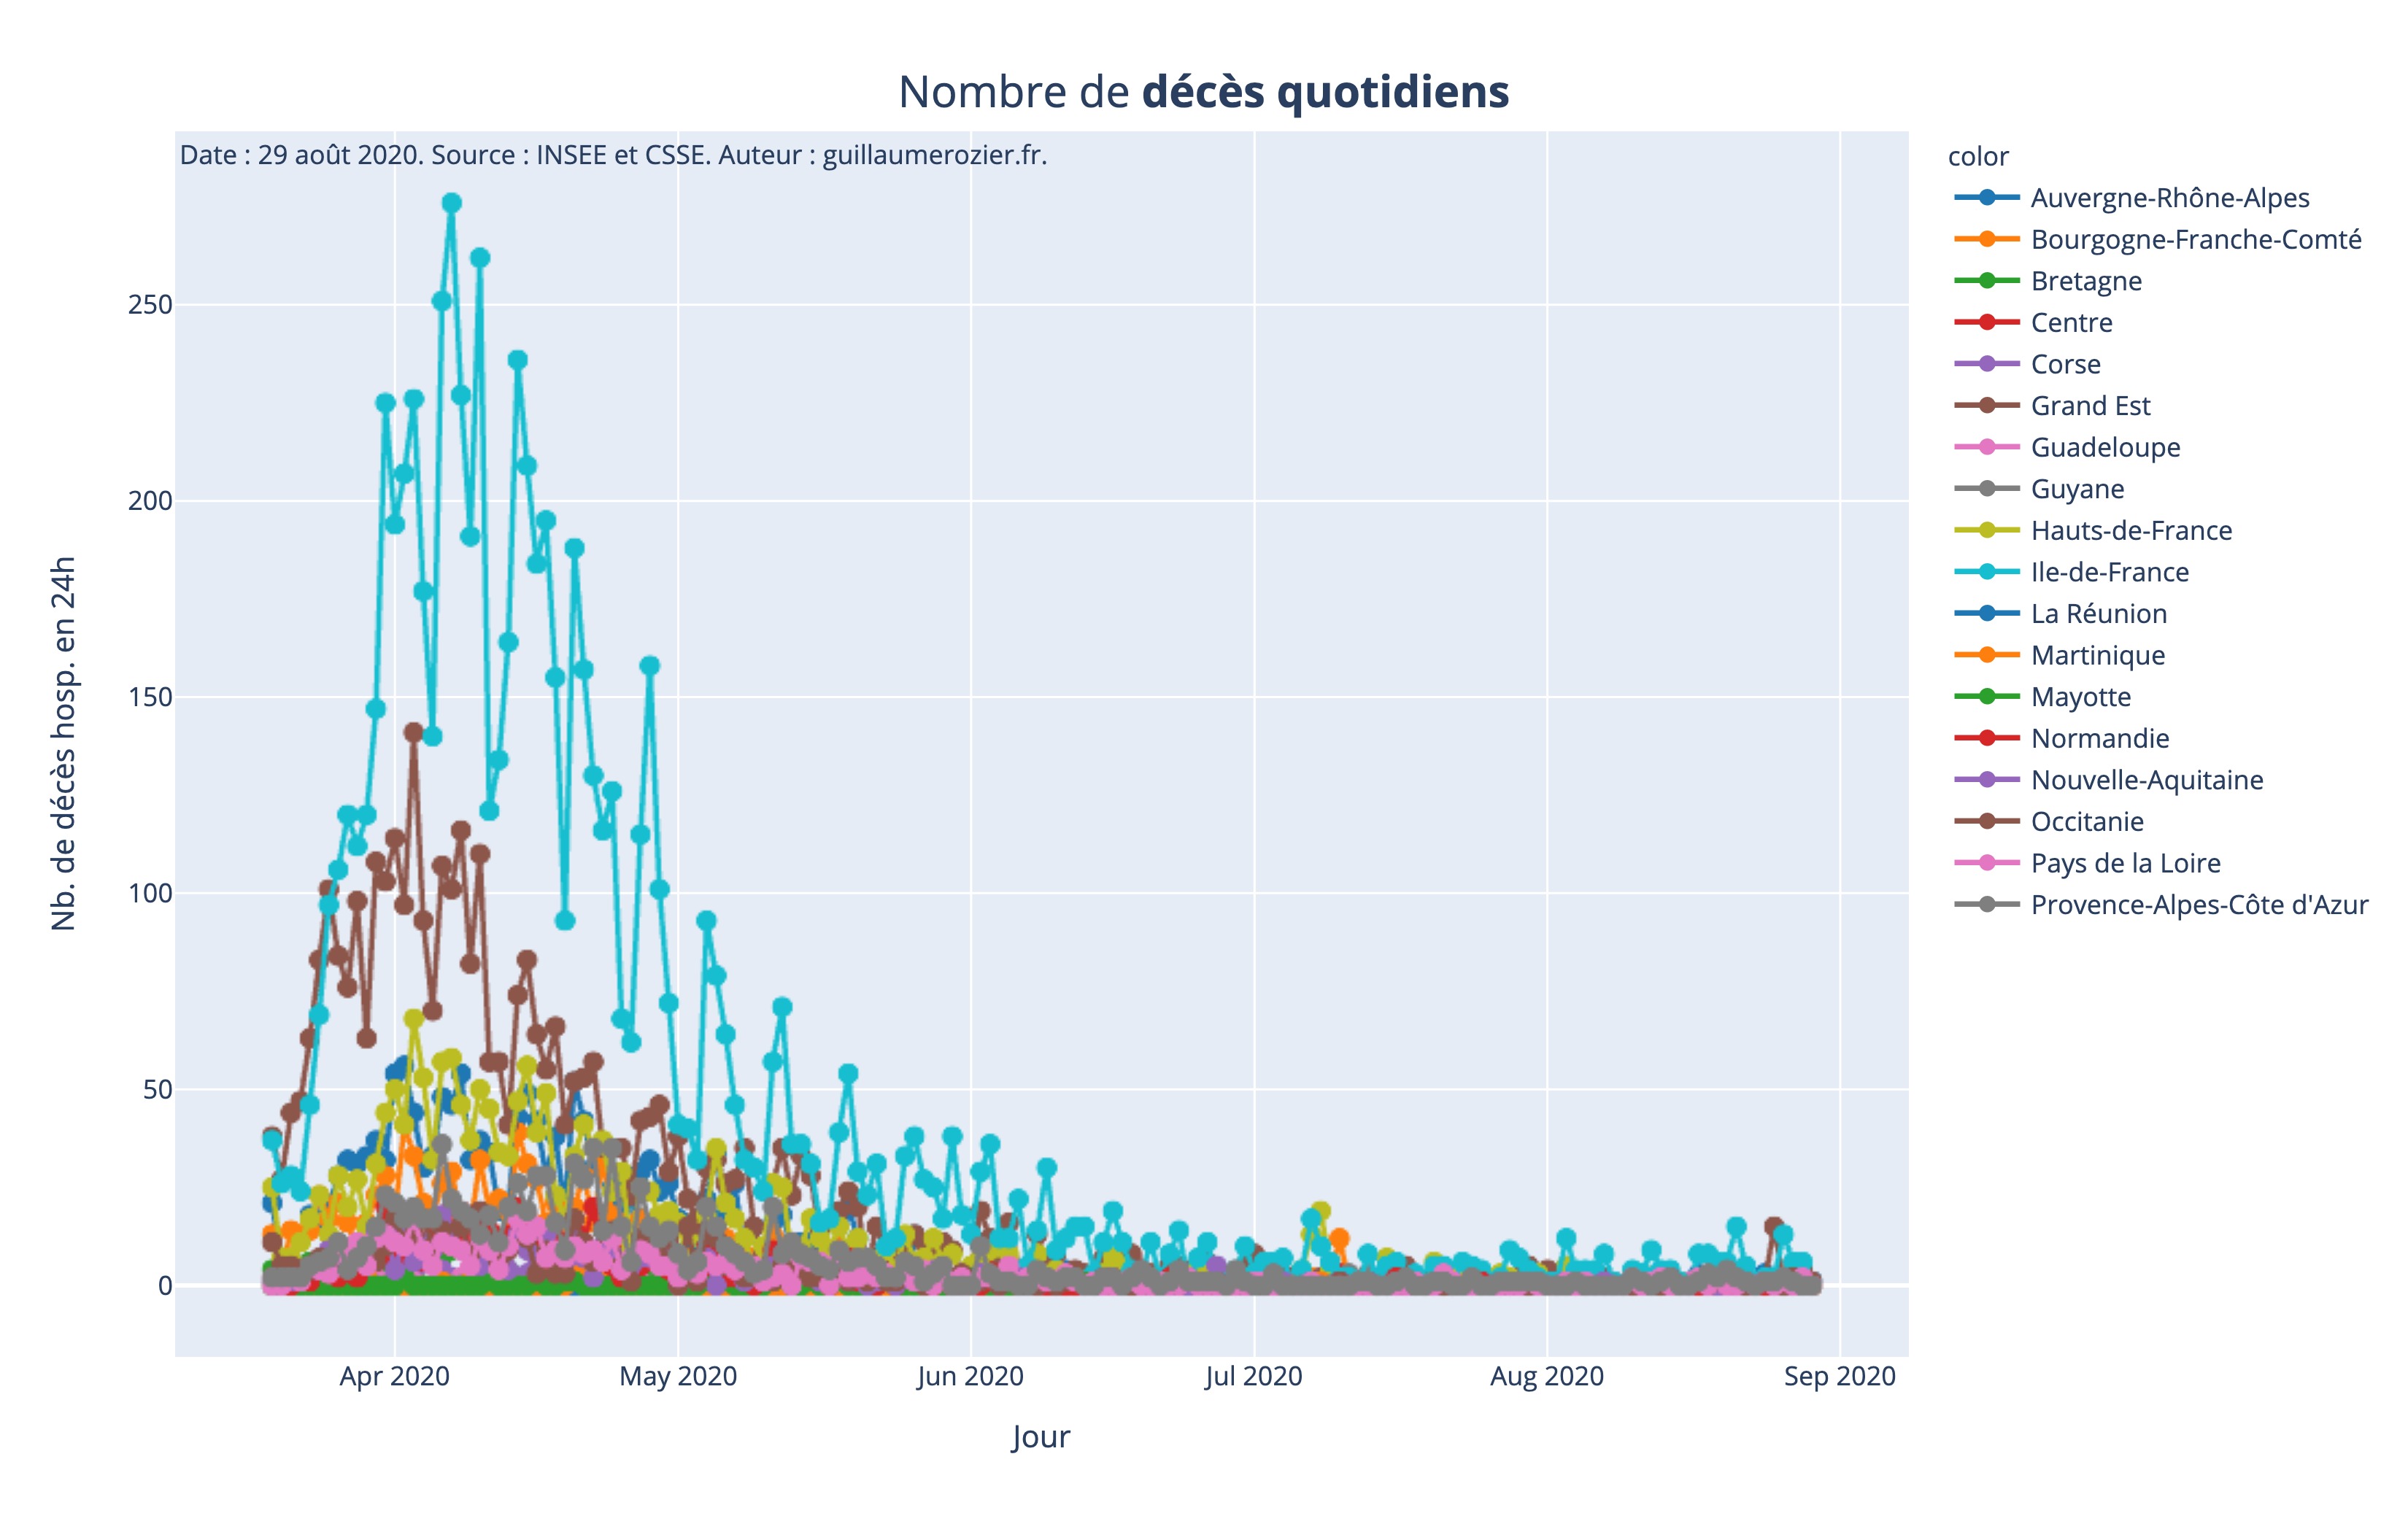 Nombre de décès quotidiens
Date : 29 août 2020. Source : INSEE et CSSE. Auteur : guillaumerozier.fr.
color
Auvergne-Rhône-Alpes
Bourgogne-Franche-Comté
Bretagne
Centre
Corse
Grand Est
Guadeloupe
Guyane
Hauts-de-France
Ile-de-France
La Réunion
Martinique
Mayotte
Normandie
Nouvelle-Aquitaine
Occitanie
Pays de la Loire
Provence-Alpes-Côte d'Azur
Nb. de décès hosp. en 24h
250
200
150
100
50
0
Apr 2020 May 2020 Jun 2020 Jul 2020 Aug 2020 Sep 2020
Jour